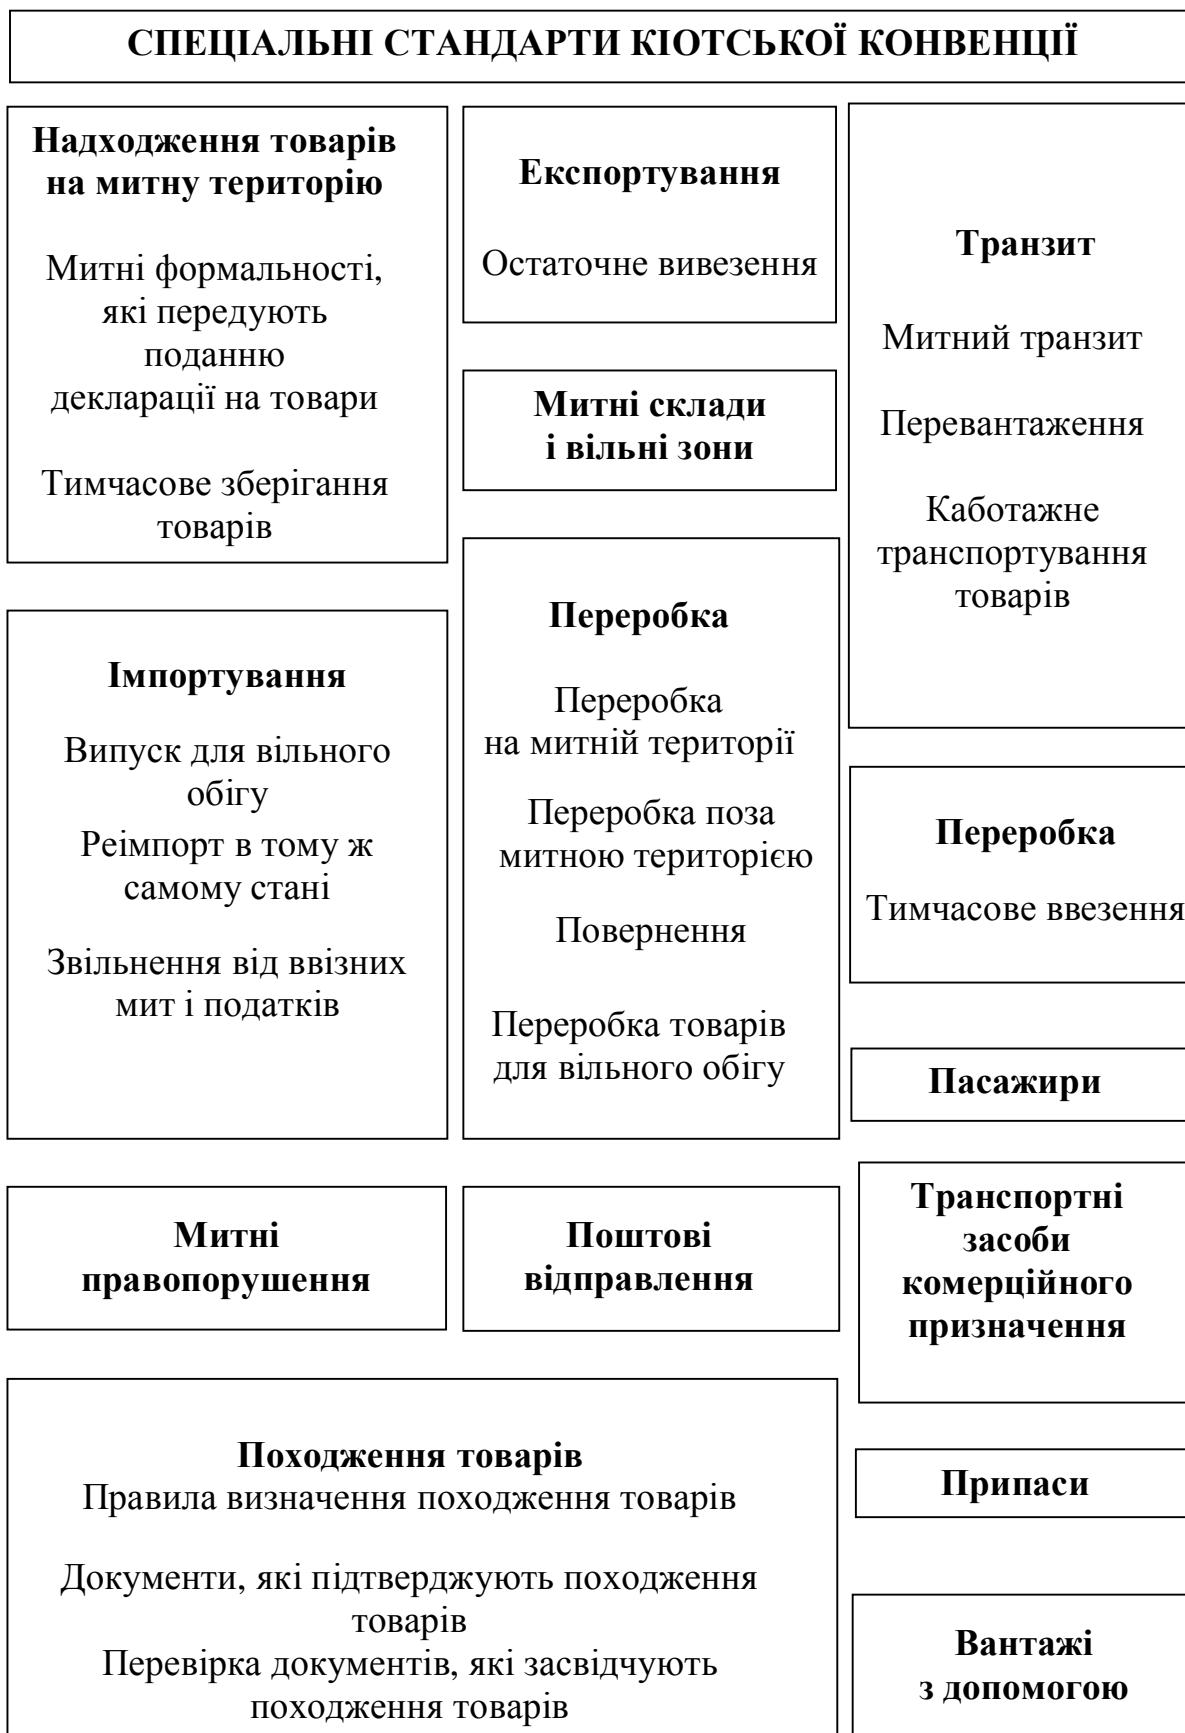 СПЕЦІАЛЬНІ СТАНДАРТИ КІОТСЬКОЇ КОНВЕНЦІЇ
Надходження товарів
на митну територію
Митні формальності,
які передують
поданню
декларації на товари
Тимчасове зберігання
товарів
Імпортування
Випуск для вільного
обігу
Реімпорт в тому ж
самому стані
Звільнення від ввізних
мит і податків
Експортування
Остаточне вивезення
Митні склади
і вільні зони
Переробка
Переробка
на митній території
Переробка поза
митною територією
Повернення
Переробка товарів
для вільного обігу
Транзит
Митний транзит
Перевантаження
Каботажне
транспортування
товарів
Переробка
Тимчасове ввезення
Пасажири
Митні
правопорушення
Поштові
відправлення
Транспортні
засоби
комерційного
призначення
Походження товарів
Правила визначення походження товарів
Документи, які підтверджують походження
товарів
Перевірка документів, які засвідчують
походження товарів
Припаси
Вантажі
з допомогою